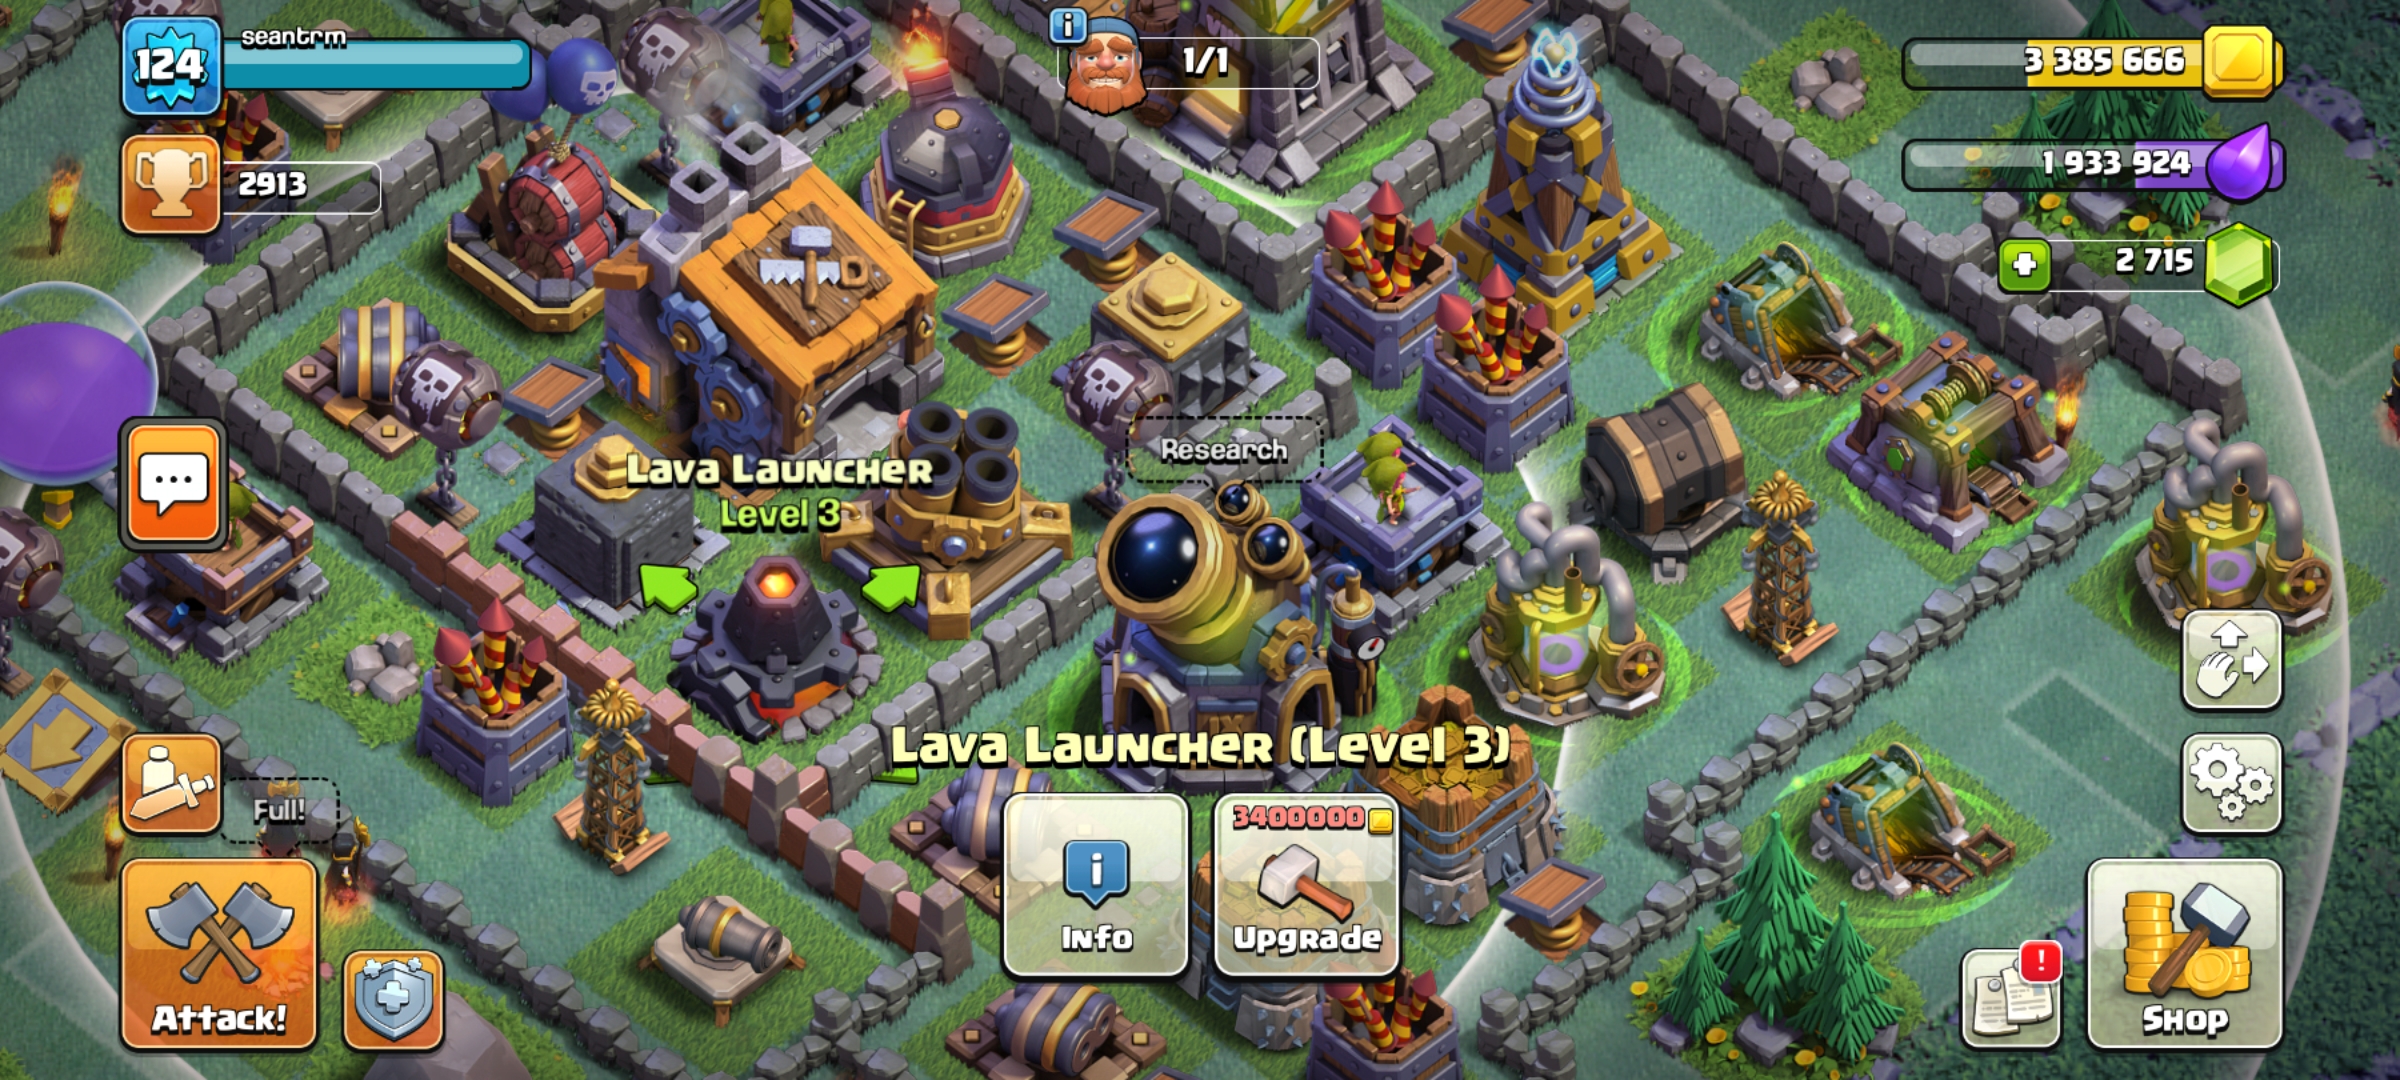 124
seantrm
1/1
3 385 666
2913
1 933 924
2 715
Research
Lava Launcher
Level 3
Lava Launcher (Level 3)
IX
Full!
3400000
Info
Upgrade
Attack!
!
Shop